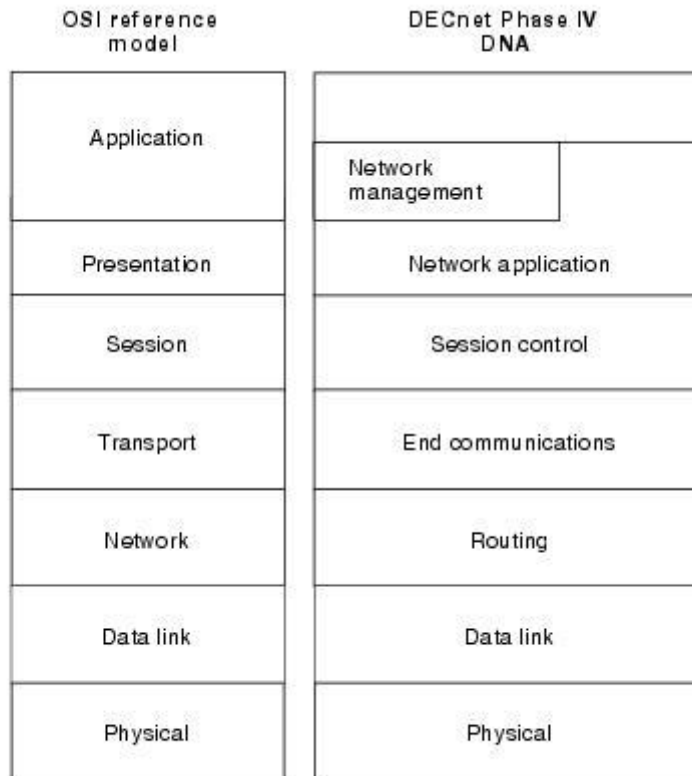 OSI reference
model
DECnet Phase IV
DNA
Application
Network
management
Presentation
Network application
Session
Session control
Transport
End communications
Network
Routing
Data link
Data link
Physical
Physical